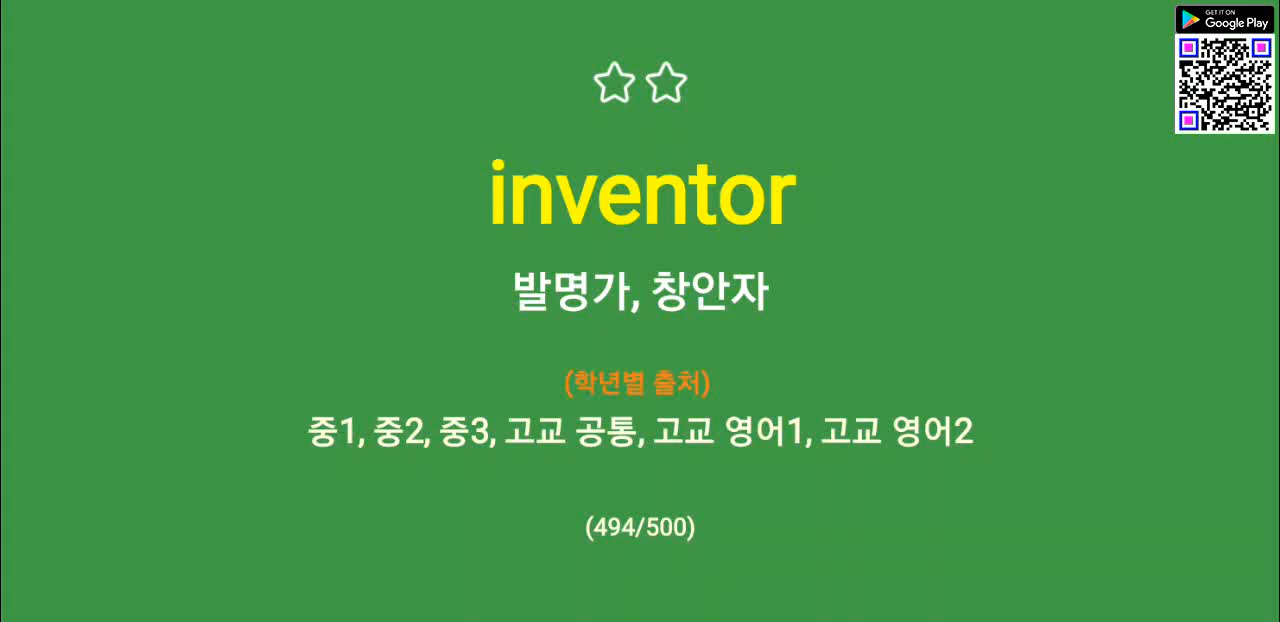 GET IT ON
Google Play
inventor
발명가, 창안자
(학년별 출처)
중1, 중2, 중3, 고교 공통, 고교 영어1, 고교 영어2
(494/500)